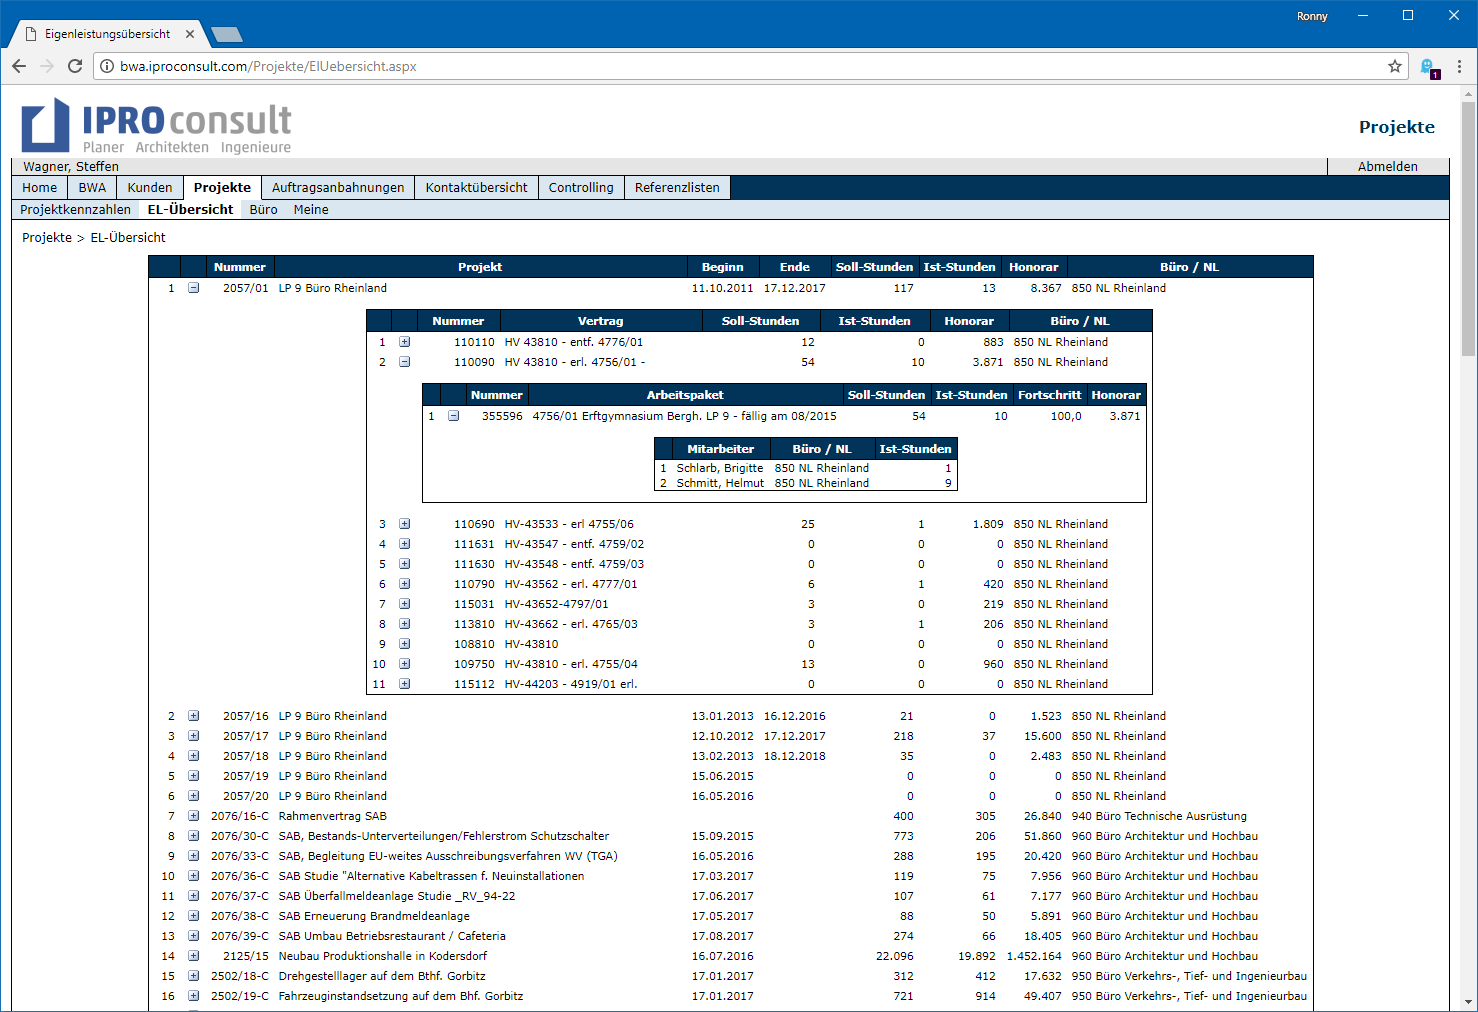 Ronny
Eigenleistungsübersicht
bwa.iproconsult.com/Projekte/ElUebersicht.aspx
1
IPROconsult
Planer Architekten Ingenieure
Projekte
Wagner, Steffen Abmelden
Home BWA Kunden Projekte Auftragsanbahnungen Kontaktübersicht Controlling Referenzlisten
Projektkennzahlen EL-Übersicht Büro Meine
Projekte > EL-Übersicht
Nummer Projekt Beginn Ende Soll-Stunden Ist-Stunden Honorar Büro / NL
1 2057/01 LP 9 Büro Rheinland 11.10.2011 17.12.2017 117 13 8.367 850 NL Rheinland
Nummer Vertrag Soll-Stunden Ist-Stunden Honorar Büro / NL
1 110110 HV 43810 - entf. 4776/01 12 0 883 850 NL Rheinland
2 110090 HV 43810 - erl. 4756/01 - 54 10 3.871 850 NL Rheinland
Nummer Arbeitspaket Soll-Stunden Ist-Stunden Fortschritt Honorar
1 355596 4756/01 Erftgymnasium Bergh. LP 9 - fällig am 08/2015 54 10 100,0 3.871
Mitarbeiter Büro / NL Ist-Stunden
1 Schlarb, Brigitte 850 NL Rheinland 1
2 Schmitt, Helmut 850 NL Rheinland 9
3 110690 HV-43533 - erl 4755/06 25 1 1.809 850 NL Rheinland
4 111631 HV-43547 - entf. 4759/02 0 0 0 850 NL Rheinland
5 111630 HV-43548 - entf. 4759/03 0 0 0 850 NL Rheinland
6 110790 HV-43562 - erl. 4777/01 6 1 420 850 NL Rheinland
7 115031 HV-43652-4797/01 3 0 219 850 NL Rheinland
8 113810 HV-43662 - erl. 4765/03 3 1 206 850 NL Rheinland
9 108810 HV-43810 0 0 0 850 NL Rheinland
10 109750 HV-43810 - erl. 4755/04 13 0 960 850 NL Rheinland
11 115112 HV-44203 - 4919/01 erl. 0 0 0 850 NL Rheinland
2 2057/16 LP 9 Büro Rheinland 13.01.2013 16.12.2016 21 0 1.523 850 NL Rheinland
3 2057/17 LP 9 Büro Rheinland 12.10.2012 17.12.2017 218 37 15.600 850 NL Rheinland
4 2057/18 LP 9 Büro Rheinland 13.02.2013 18.12.2018 35 0 2.483 850 NL Rheinland
5 2057/19 LP 9 Büro Rheinland 15.06.2015 0 0 0 850 NL Rheinland
6 2057/20 LP 9 Büro Rheinland 16.05.2016 0 0 0 850 NL Rheinland
7 2076/16-C Rahmenvertrag SAB 400 305 26.840 940 Büro Technische Ausrüstung
8 2076/30-C SAB, Bestands-Unterverteilungen/Fehlerstrom Schutzschalter 15.09.2015 773 206 51.860 960 Büro Architektur und Hochbau
9 2076/33-C SAB, Begleitung EU-weites Ausschreibungsverfahren WV (TGA) 16.05.2016 288 195 20.420 960 Büro Architektur und Hochbau
10 2076/36-C SAB Studie "Alternative Kabeltrassen f. Neuinstallationen 17.03.2017 119 75 7.956 960 Büro Architektur und Hochbau
11 2076/37-C SAB Überfallmeldeanlage Studie _RV_94-22 17.06.2017 107 61 7.177 960 Büro Architektur und Hochbau
12 2076/38-C SAB Erneuerung Brandmeldeanlage 17.05.2017 88 50 5.891 960 Büro Architektur und Hochbau
13 2076/39-C SAB Umbau Betriebsrestaurant / Cafeteria 17.08.2017 274 66 18.405 960 Büro Architektur und Hochbau
14 2125/15 Neubau Produktionshalle in Kodersdorf 16.07.2016 22.096 19.892 1.452.164 960 Büro Architektur und Hochbau
15 2502/18-C Drehgestelllager auf dem Bthf. Gorbitz 17.01.2017 312 412 17.632 950 Büro Verkehrs-, Tief- und Ingenieurbau
16 2502/19-C Fahrzeuginstandsetzung auf dem Bhf. Gorbitz 17.01.2017 721 914 49.407 950 Büro Verkehrs-, Tief- und Ingenieurbau